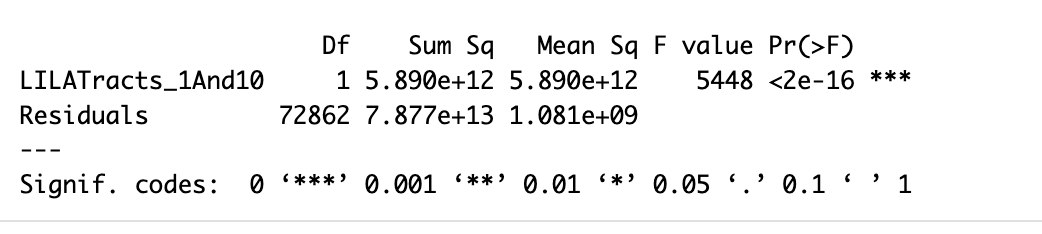 Df Sum Sq Mean Sq F value Pr(>F)
LILATracts_1And10 1 5.890e+12 5.890e+12 5448 <2e-16 ***
Residuals 72862 7.877e+13 1.081e+09
---
Signif. codes: 0 ‘***’ 0.001 ‘**’ 0.01 ‘*’ 0.05 ‘.’ 0.1 ‘ ’ 1